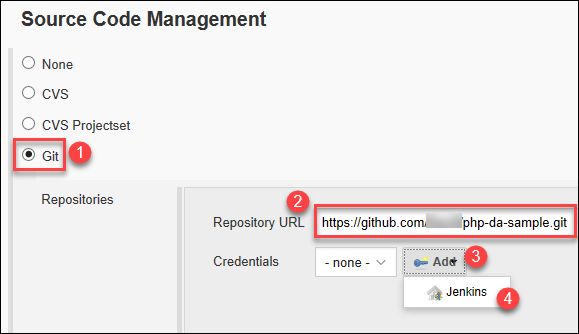 Source Code Management
None
CVS
CVS Projectset
Git 1
Repositories
2
Repository URL https://github.com/ /php-da-sample.git
3
Credentials - none - Add
Jenkins 4